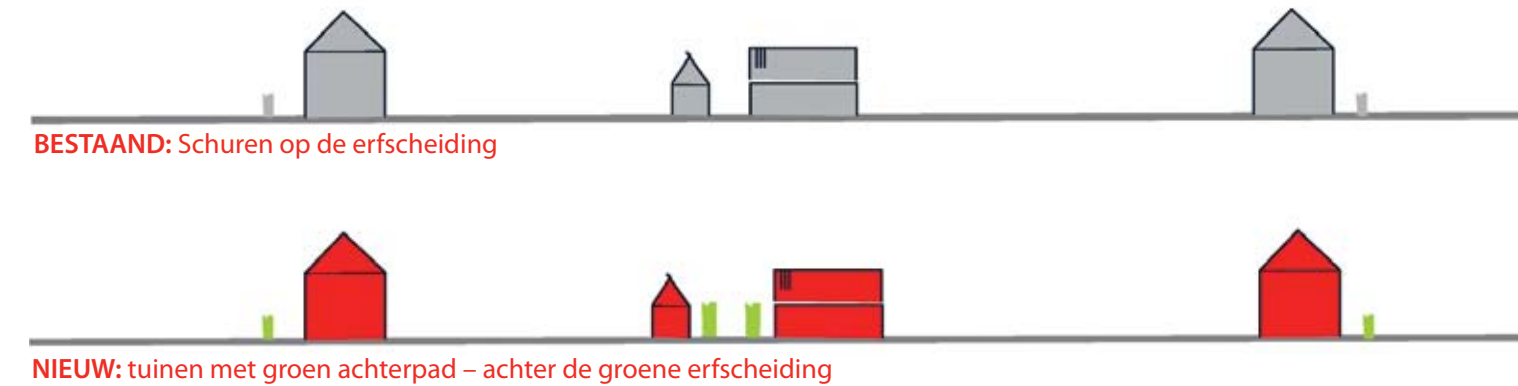 BESTAAND: Schuren op de erfscheiding
NIEUW: tuinen met groen achterpad – achter de groene erfscheiding